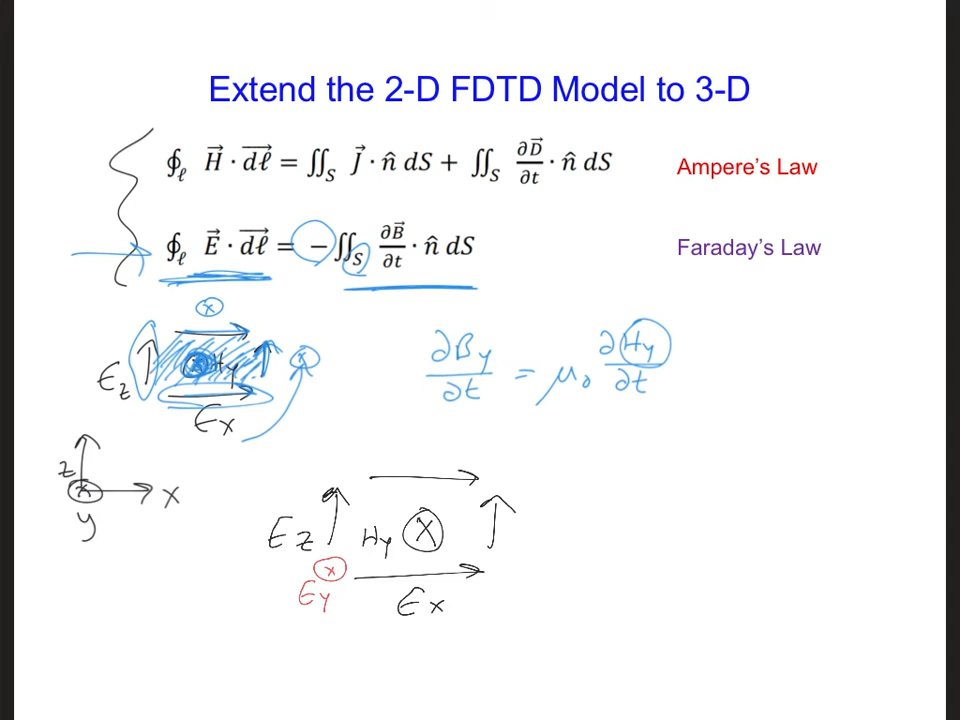 Extend the 2-D FDTD Model to 3-D
∮ℓ H⃗ · dℓ⃗ = ∬S J⃗ · n̂ dS + ∬S ∂D⃗/∂t · n̂ dS Ampere's Law
∮ℓ E⃗ · dℓ⃗ = − ∬S ∂B⃗/∂t · n̂ dS Faraday's Law
x
Ez Hy
Ex
∂By/∂t = μ₀ ∂Hy/∂t
z
x X
y
Ez Hy X
x
Ey Ex